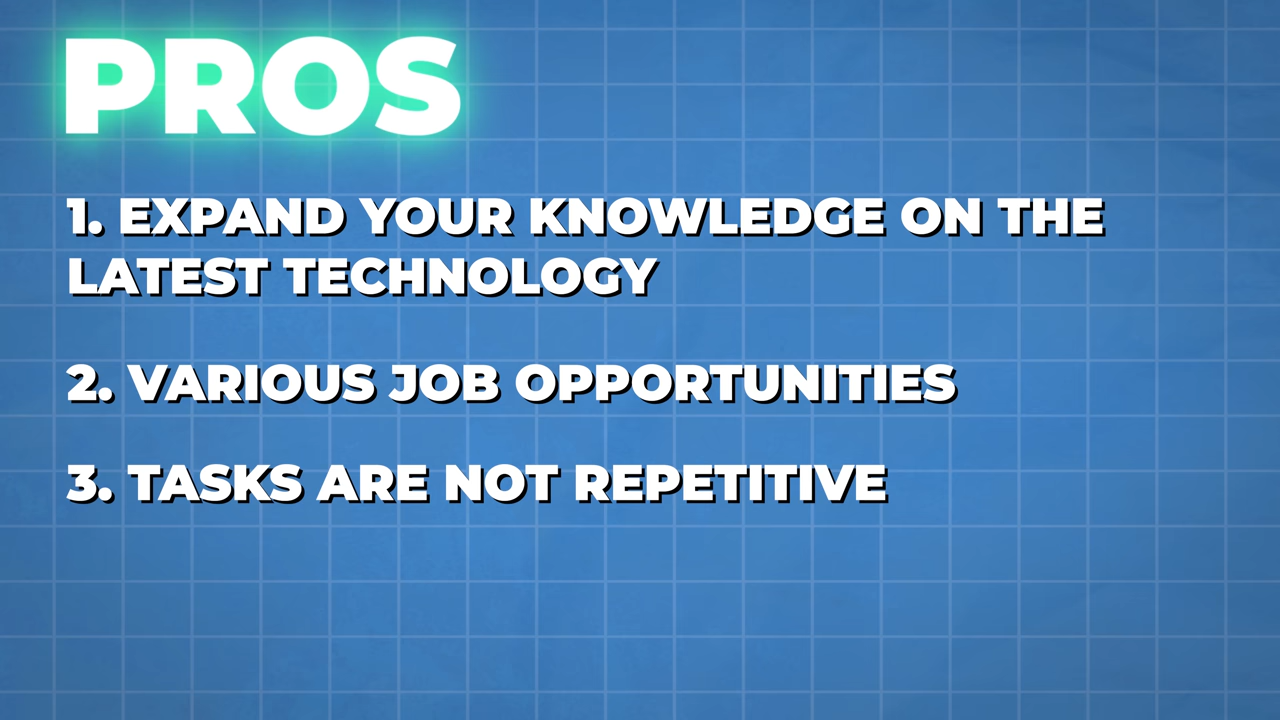 PROS
1. EXPAND YOUR KNOWLEDGE ON THE
LATEST TECHNOLOGY
2. VARIOUS JOB OPPORTUNITIES
3. TASKS ARE NOT REPETITIVE